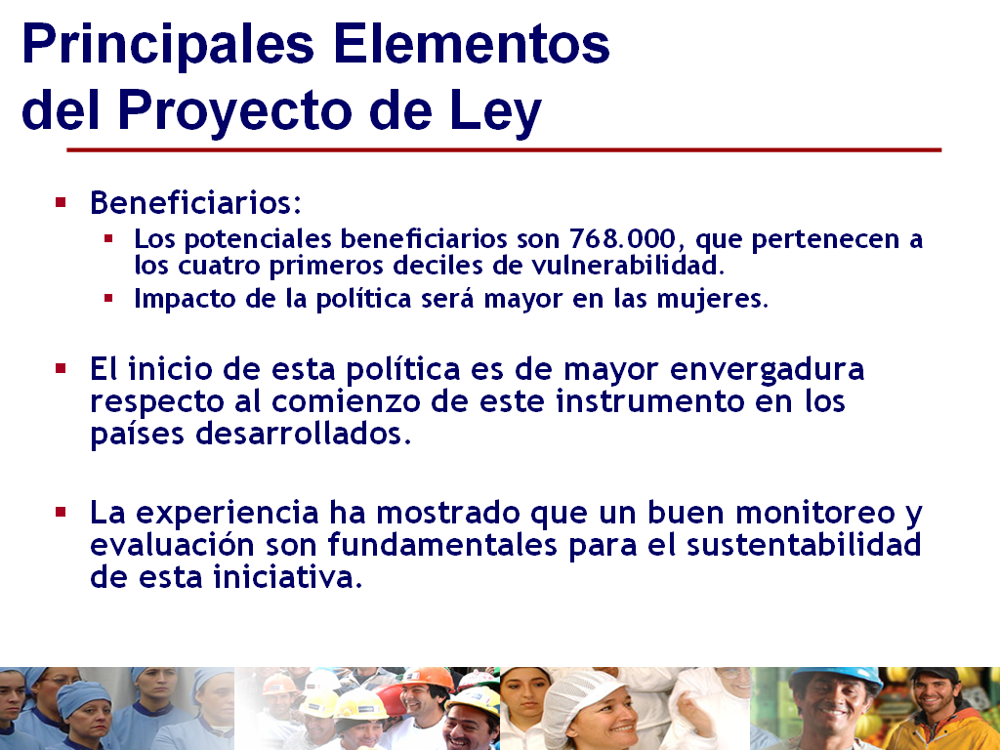 Principales Elementos
del Proyecto de Ley
Beneficiarios:
Los potenciales beneficiarios son 768.000, que pertenecen a
los cuatro primeros deciles de vulnerabilidad.
Impacto de la política será mayor en las mujeres.
El inicio de esta política es de mayor envergadura
respecto al comienzo de este instrumento en los
países desarrollados.
La experiencia ha mostrado que un buen monitoreo y
evaluación son fundamentales para el sustentabilidad
de esta iniciativa.